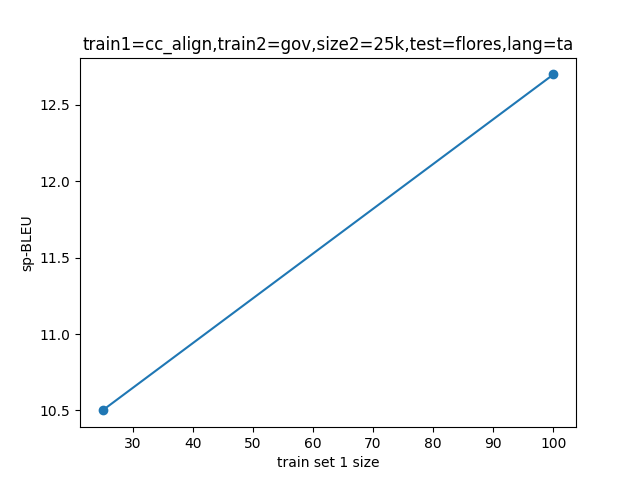 train1=cc_align,train2=gov,size2=25k,test=flores,lang=ta
12.5
12.0
11.5
11.0
10.5
sp-BLEU
30 40 50 60 70 80 90 100
train set 1 size